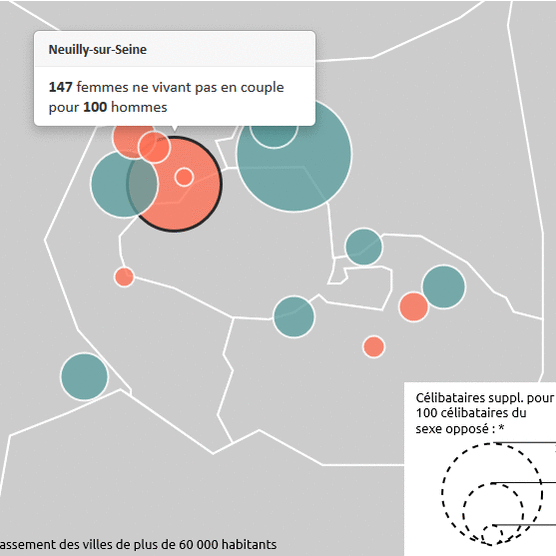 Neuilly-sur-Seine
147 femmes ne vivant pas en couple
pour 100 hommes
Célibataires suppl. pour
100 célibataires du
sexe opposé : *
assement des villes de plus de 60 000 habitants